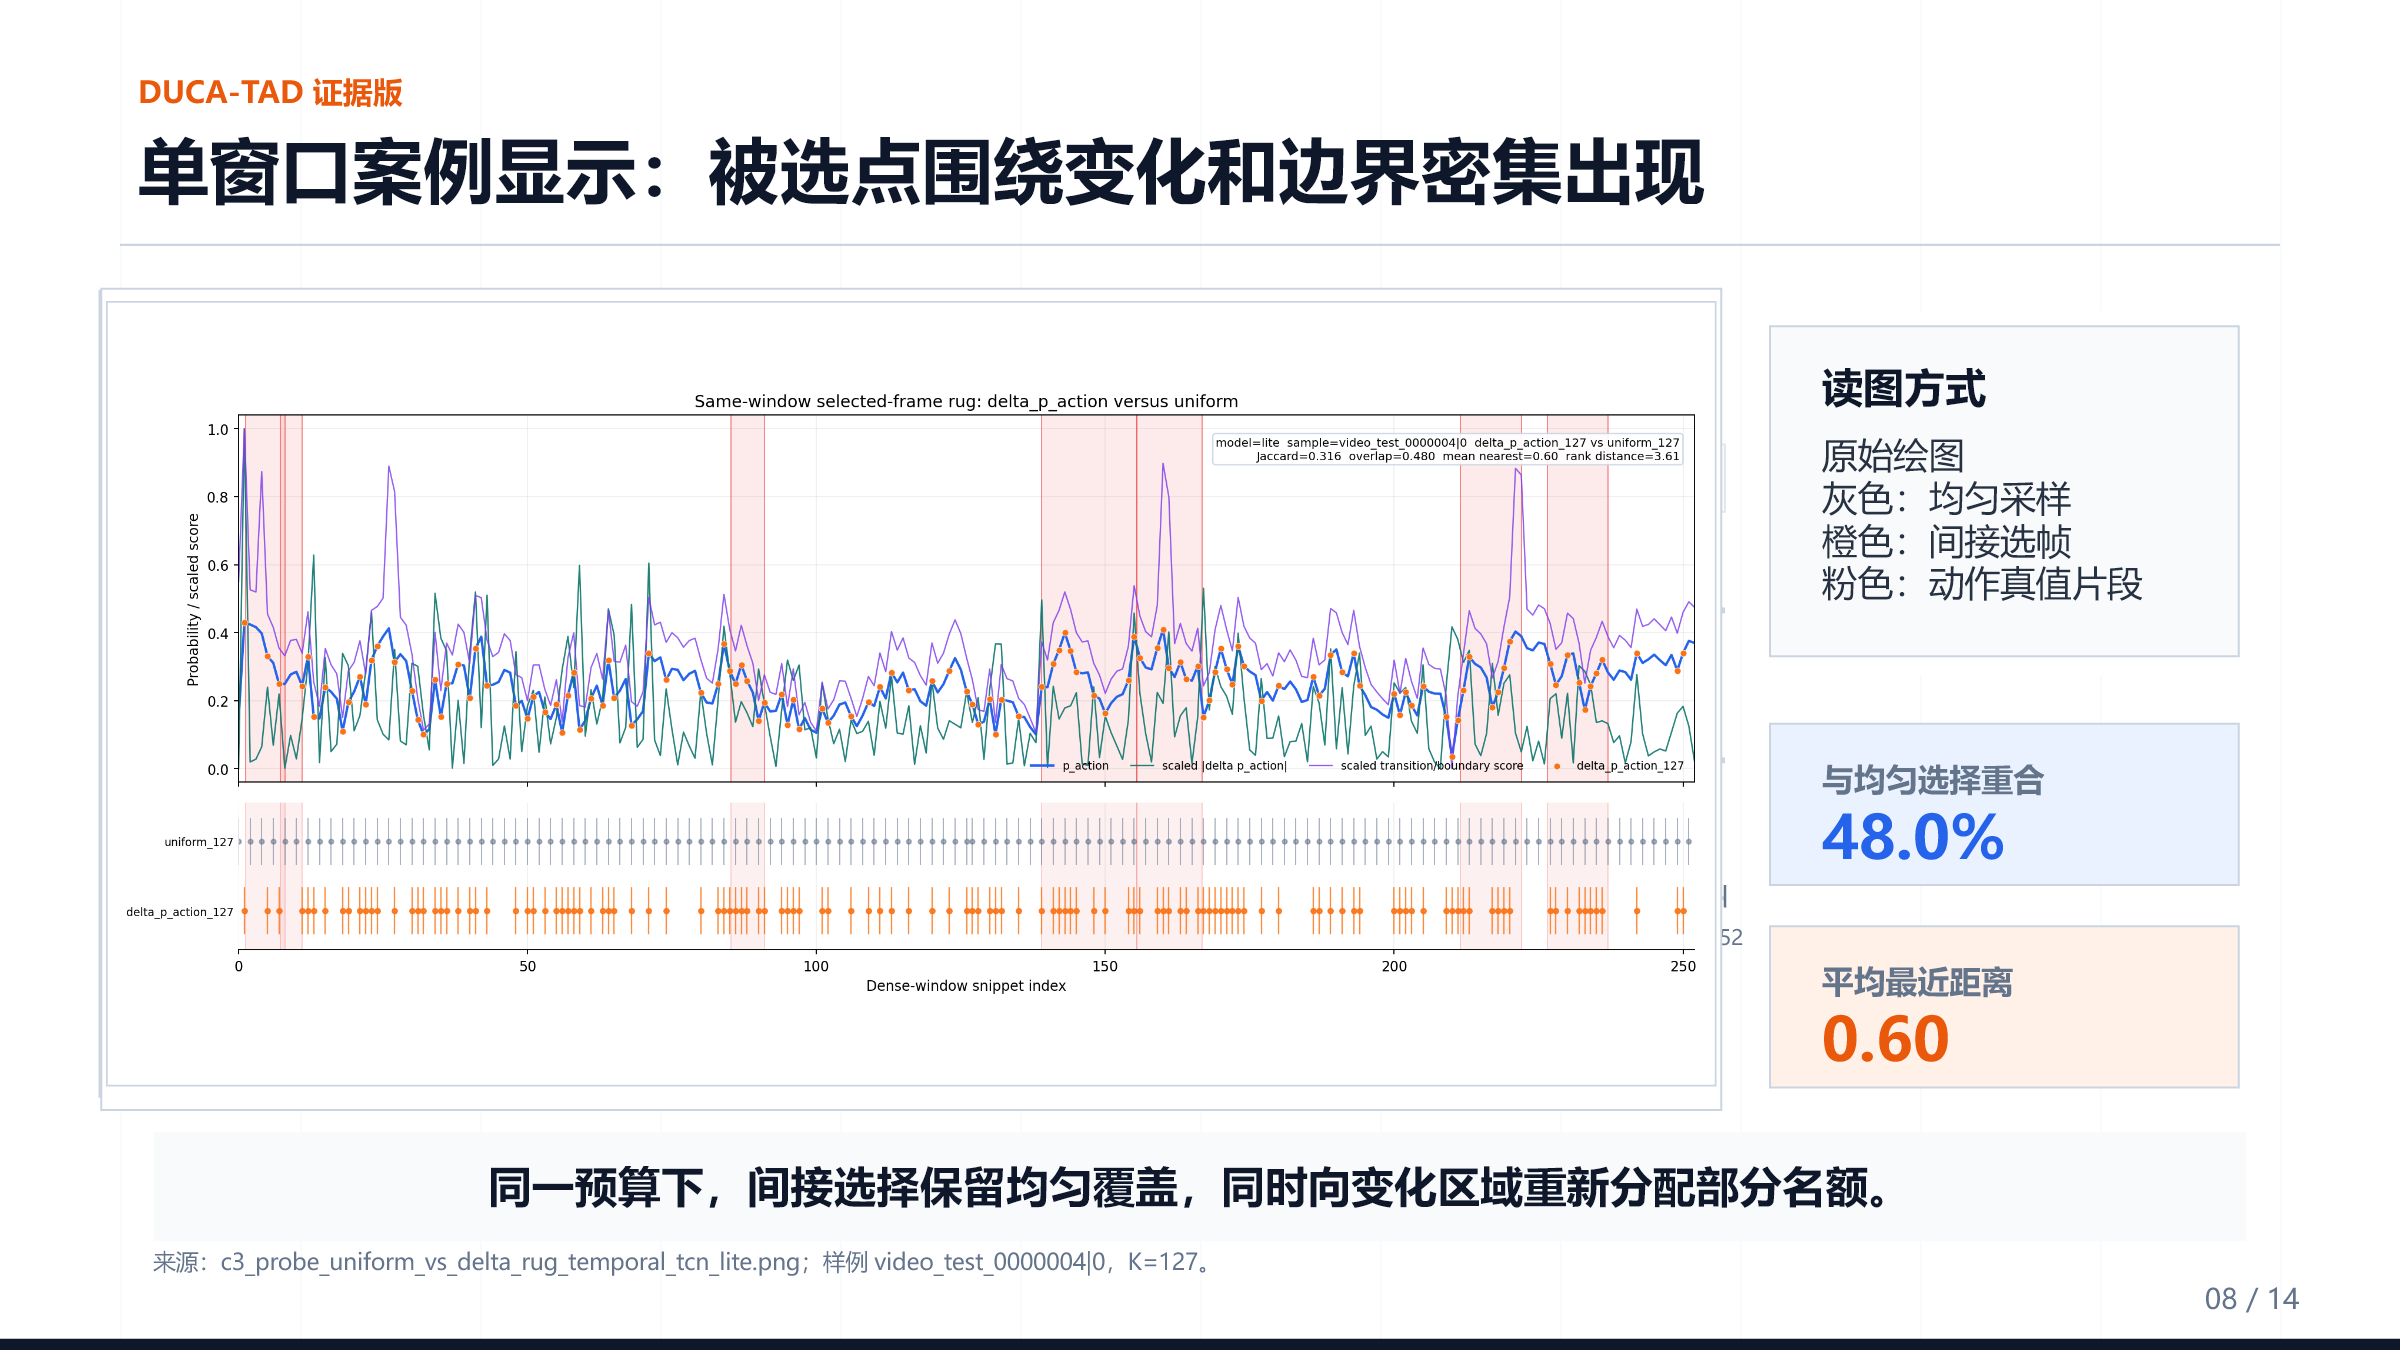 DUCA-TAD 证据版
单窗口案例显示：被选点围绕变化和边界密集出现
Same-window selected-frame rug: delta_p_action versus uniform
model=lite sample=video_test_0000004|0 delta_p_action_127 vs uniform_127
Jaccard=0.316 overlap=0.480 mean nearest=0.60 rank distance=3.61
Probability / scaled score
1.0
0.8
0.6
0.4
0.2
0.0
p_action
scaled |delta p_action|
scaled transition/boundary score
delta_p_action_127
uniform_127
delta_p_action_127
0
50
100
150
200
250
Dense-window snippet index
52
读图方式
原始绘图
灰色：均匀采样
橙色：间接选帧
粉色：动作真值片段
与均匀选择重合
48.0%
平均最近距离
0.60
同一预算下，间接选择保留均匀覆盖，同时向变化区域重新分配部分名额。
来源：c3_probe_uniform_vs_delta_rug_temporal_tcn_lite.png；样例 video_test_0000004|0，K=127。
08 / 14